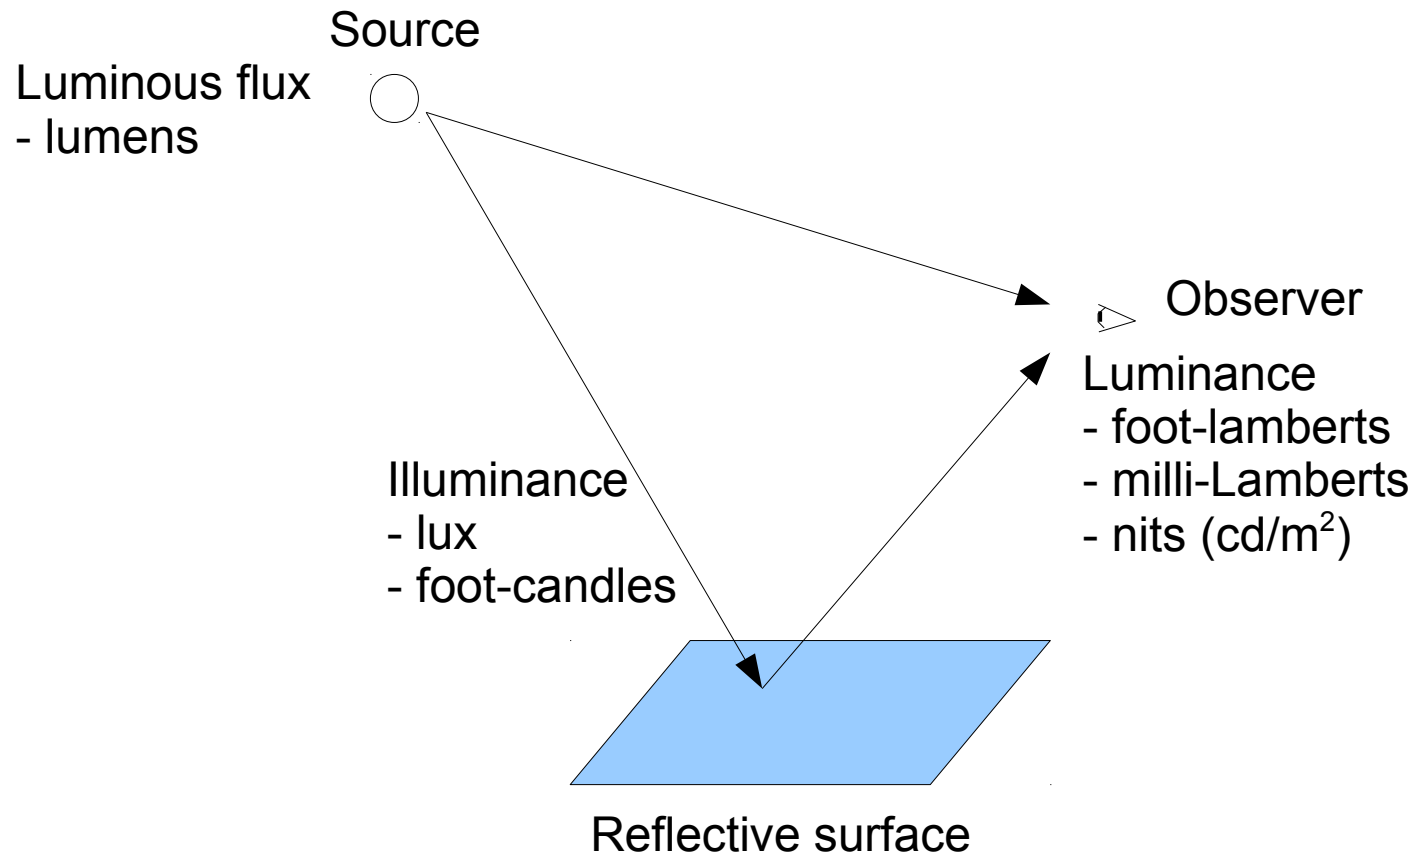 Source
Luminous flux
- lumens
Observer
Luminance
- foot-lamberts
- milli-Lamberts
- nits (cd/m²)
Illuminance
- lux
- foot-candles
Reflective surface